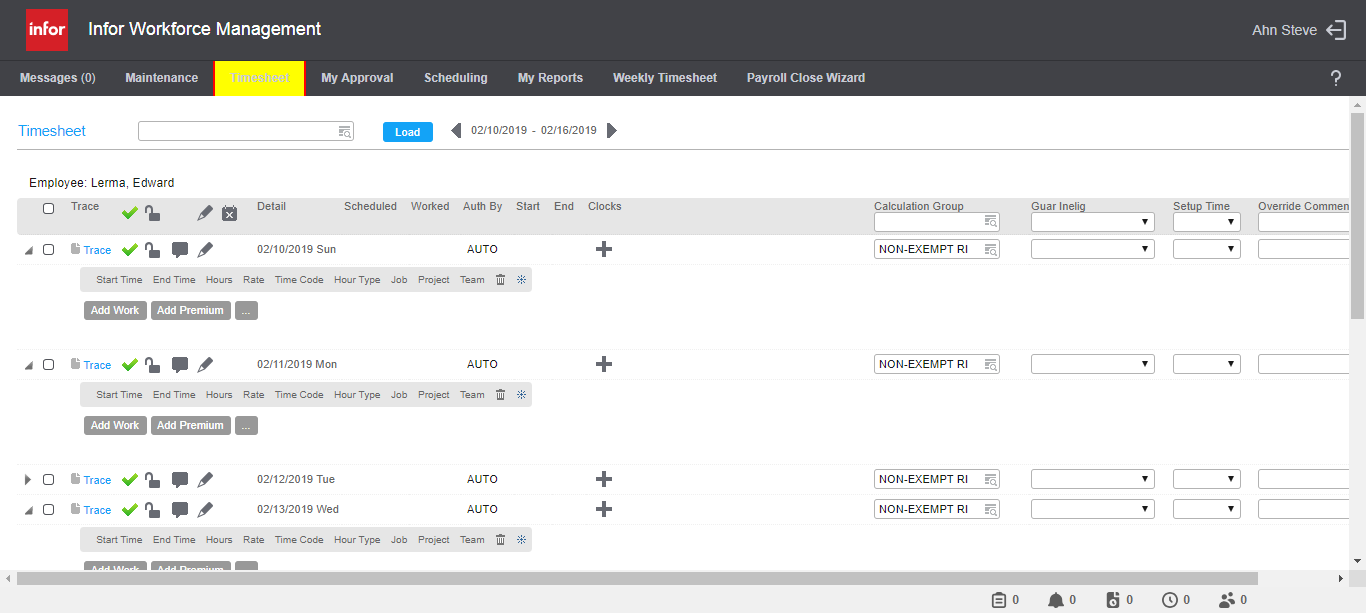 infor Infor Workforce Management Ahn Steve
Messages (0) Maintenance Timesheet My Approval Scheduling My Reports Weekly Timesheet Payroll Close Wizard ?
Timesheet Load 02/10/2019 - 02/16/2019
Employee: Lerma, Edward
Trace Detail Scheduled Worked Auth By Start End Clocks Calculation Group Guar Inelig Setup Time Override Commen
Trace 02/10/2019 Sun AUTO NON-EXEMPT RI
Start Time End Time Hours Rate Time Code Hour Type Job Project Team
Add Work Add Premium ...
Trace 02/11/2019 Mon AUTO NON-EXEMPT RI
Start Time End Time Hours Rate Time Code Hour Type Job Project Team
Add Work Add Premium ...
Trace 02/12/2019 Tue AUTO NON-EXEMPT RI
Trace 02/13/2019 Wed AUTO NON-EXEMPT RI
Start Time End Time Hours Rate Time Code Hour Type Job Project Team
Add Work Add Premium
0 0 0 0 0